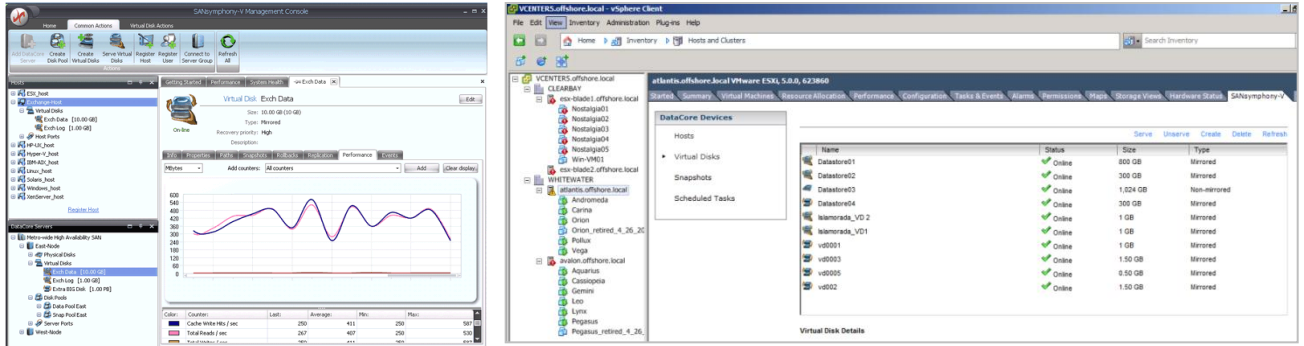 SANsymphony-V Management Console
Home Common Actions Virtual Disk Actions
Add DataCore Server
Create Disk Pool
Create Virtual Disks
Serve Virtual Disks
Register Host
Register User
Connect to Server Group
Refresh All
Actions
Hosts
ESX_host
Exchange-Host
Virtual Disks
Exch Data [10.00 GB]
Exch Log [1.00 GB]
Host Ports
HP-UX_host
Hyper-V_host
IBM-AIX_host
Linux_host
Solaris_host
Windows_host
XenServer_host
Register Host
DataCore Servers
Metro-wide High Availability SAN
East-Node
Physical Disks
Virtual Disks
Exch Data [10.00 GB]
Exch Log [1.00 GB]
Extra BIG Disk [1.00 PB]
Disk Pools
Data Pool East
Snap Pool East
Server Ports
West-Node
Getting Started Performance System Health Exch Data
Virtual Disk Exch Data
Edit
Size: 10.00 GB (10 GB)
Type: Mirrored
On-line
Recovery priority: High
Description:
Info Properties Paths Snapshots Rollbacks Replication Performance Events
MBytes Add counters: All counters Add Clear display
600
540
480
420
360
300
240
180
120
60
0
Color: Counter: Last: Average: Min: Max:
Cache Write Hits / sec 250 411 250 587
Total Reads / sec 267 407 250 530
VCENTER5.offshore.local - vSphere Client
File Edit View Inventory Administration Plug-ins Help
Home Inventory Hosts and Clusters
Search Inventory
VCENTER5.offshore.local
CLEARBAY
esx-blade1.offshore.local
Nostalgia01
Nostalgia02
Nostalgia03
Nostalgia04
Nostalgia05
Win-VM01
esx-blade2.offshore.local
WHITEWATER
atlantis.offshore.local
Andromeda
Carina
Orion
Orion_retired_4_26_20
Pollux
Vega
avalon.offshore.local
Aquarius
Cassiopeia
Gemini
Leo
Lynx
Pegasus
Pegasus_retired_4_26_
atlantis.offshore.local VMware ESXi, 5.0.0, 623860
Started Summary Virtual Machines Resource Allocation Performance Configuration Tasks & Events Alarms Permissions Maps Storage Views Hardware Status SANsymphony-V
DataCore Devices
Hosts
Virtual Disks
Snapshots
Scheduled Tasks
Serve Unserve Create Delete Refresh
Name Status Size Type
Datastore01 Online 800 GB Mirrored
Datastore02 Online 300 GB Mirrored
Datastore03 Online 1,024 GB Non-mirrored
Datastore04 Online 300 GB Mirrored
Islamorada_VD 2 Online 1 GB Mirrored
Islamorada_VD1 Online 1 GB Mirrored
vd0001 Online 1 GB Mirrored
vd0003 Online 1.50 GB Mirrored
vd0005 Online 0.50 GB Mirrored
vd002 Online 1.50 GB Mirrored
Virtual Disk Details